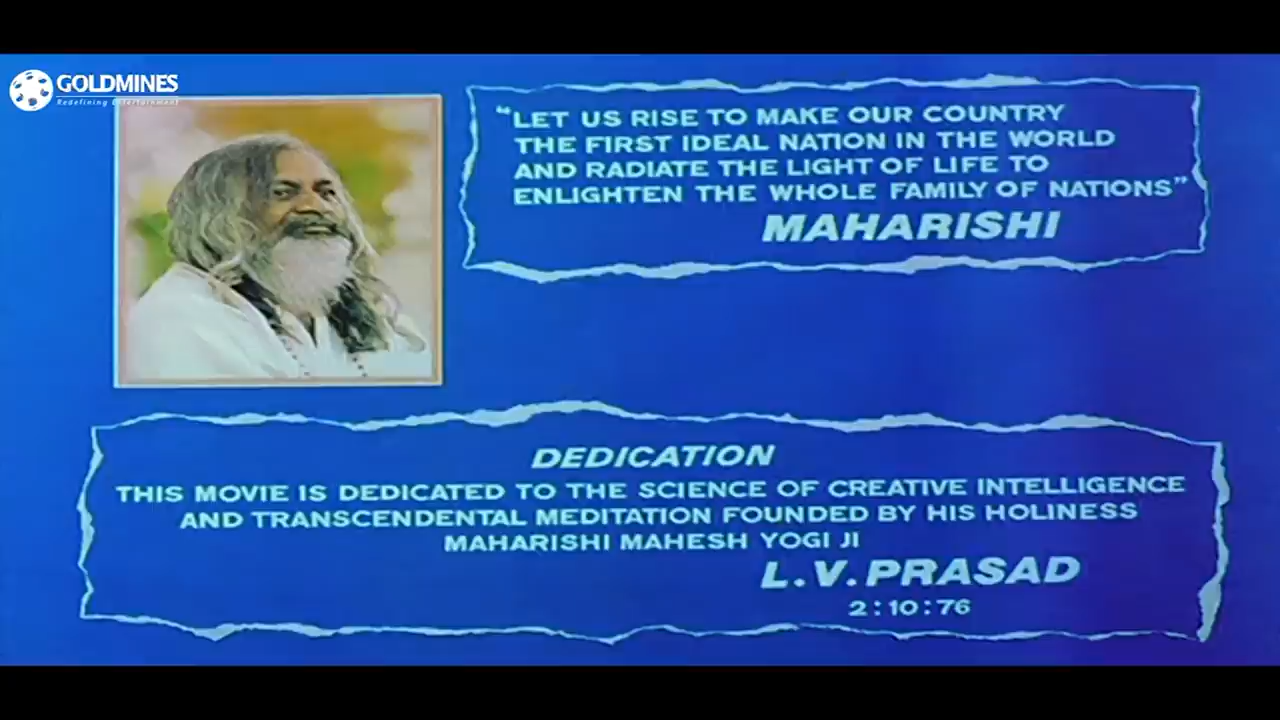 GOLDMINES
Redefining Entertainment
“LET US RISE TO MAKE OUR COUNTRY
THE FIRST IDEAL NATION IN THE WORLD
AND RADIATE THE LIGHT OF LIFE TO
ENLIGHTEN THE WHOLE FAMILY OF NATIONS”
MAHARISHI
DEDICATION
THIS MOVIE IS DEDICATED TO THE SCIENCE OF CREATIVE INTELLIGENCE
AND TRANSCENDENTAL MEDITATION FOUNDED BY HIS HOLINESS
MAHARISHI MAHESH YOGI JI
L.V.PRASAD
2:10:76